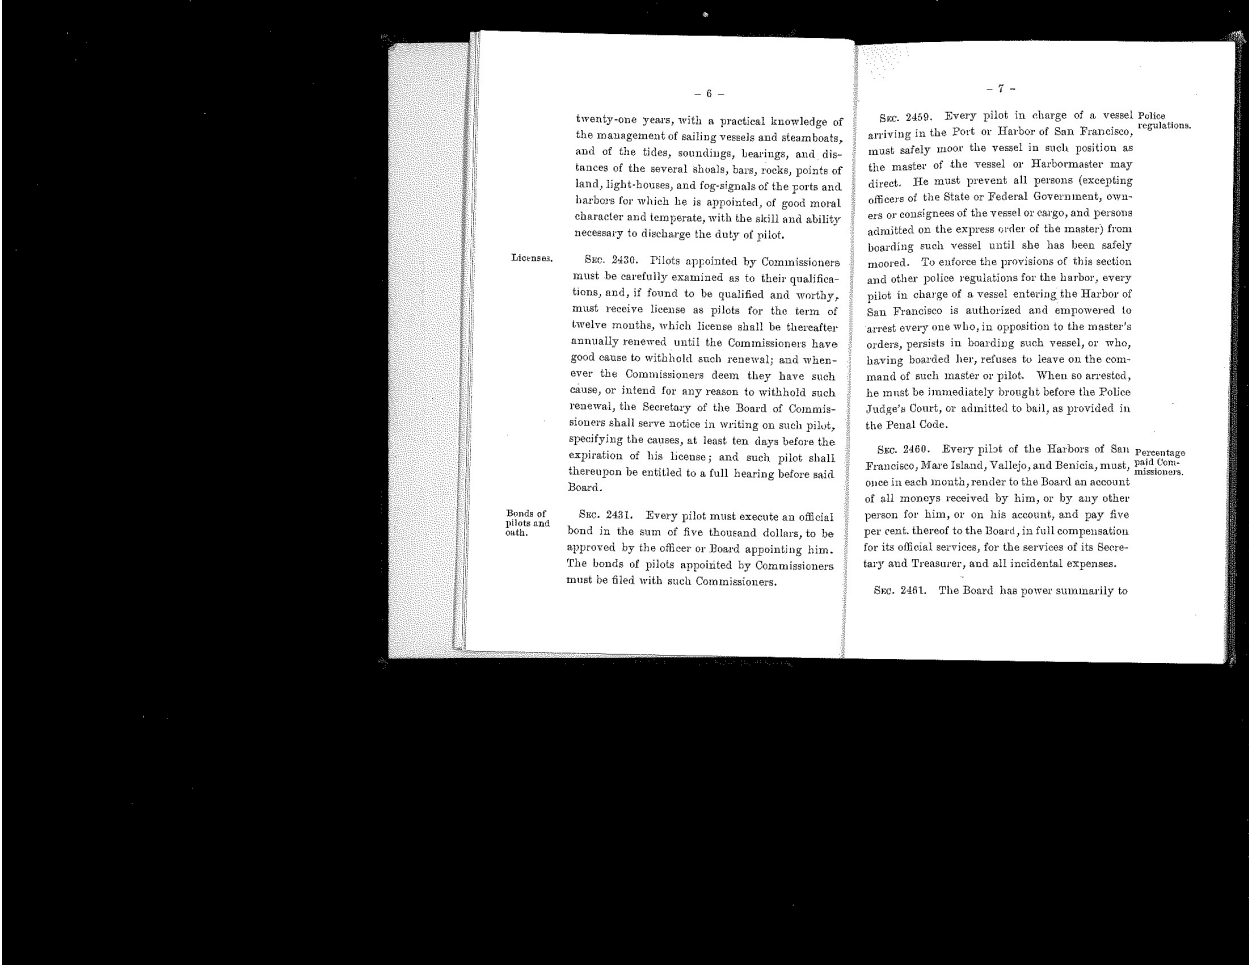 – 6 –
twenty-one years, with a practical knowledge of
the management of sailing vessels and steamboats,
and of the tides, soundings, bearings, and dis-
tances of the several shoals, bars, rocks, points of
land, light-houses, and fog-signals of the ports and
harbors for which he is appointed, of good moral
character and temperate, with the skill and ability
necessary to discharge the duty of pilot.
Licenses.
SEC. 2430. Pilots appointed by Commissioners
must be carefully examined as to their qualifica-
tions, and, if found to be qualified and worthy,
must receive license as pilots for the term of
twelve months, which license shall be thereafter
annually renewed until the Commissioners have
good cause to withhold such renewal; and when-
ever the Commissioners deem they have such
cause, or intend for any reason to withhold such
renewal, the Secretary of the Board of Commis-
sioners shall serve notice in writing on such pilot,
specifying the causes, at least ten days before the
expiration of his license; and such pilot shall
thereupon be entitled to a full hearing before said
Board.
Bonds of
pilots and
oath.
SEC. 2431. Every pilot must execute an official
bond in the sum of five thousand dollars, to be
approved by the officer or Board appointing him.
The bonds of pilots appointed by Commissioners
must be filed with such Commissioners.
– 7 –
SEC. 2459. Every pilot in charge of a vessel
arriving in the Port or Harbor of San Francisco,
must safely moor the vessel in such position as
the master of the vessel or Harbormaster may
direct. He must prevent all persons (excepting
officers of the State or Federal Government, own-
ers or consignees of the vessel or cargo, and persons
admitted on the express order of the master) from
boarding such vessel until she has been safely
moored. To enforce the provisions of this section
and other police regulations for the harbor, every
pilot in charge of a vessel entering the Harbor of
San Francisco is authorized and empowered to
arrest every one who, in opposition to the master's
orders, persists in boarding such vessel, or who,
having boarded her, refuses to leave on the com-
mand of such master or pilot. When so arrested,
he must be immediately brought before the Police
Judge's Court, or admitted to bail, as provided in
the Penal Code.
Police
regulations.
SEC. 2460. Every pilot of the Harbors of San
Francisco, Mare Island, Vallejo, and Benicia, must,
once in each month, render to the Board an account
of all moneys received by him, or by any other
person for him, or on his account, and pay five
per cent. thereof to the Board, in full compensation
for its official services, for the services of its Secre-
tary and Treasurer, and all incidental expenses.
Percentage
paid Com-
missioners.
SEC. 2461. The Board has power summarily to